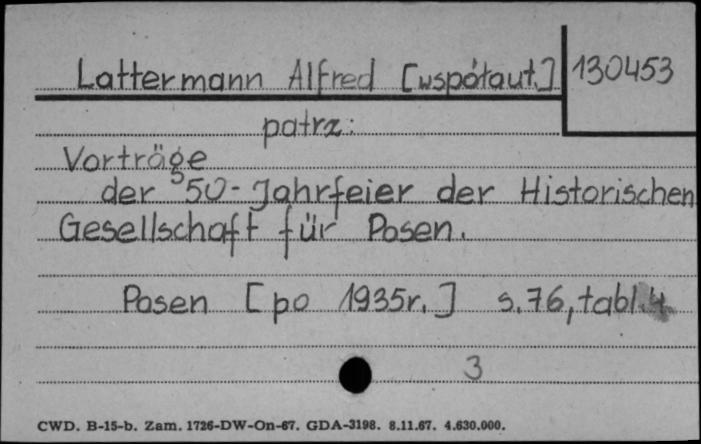 Lattermann Alfred [współaut.] 130453
patrz:
Vorträge
der 50-Jahrfeier der Historischen
Gesellschaft für Posen.
Posen [po 1935r.] s.76, tabl.4
3
CWD. B-15-b. Zam. 1726-DW-On-67. GDA-3198. 8.11.67. 4.630.000.